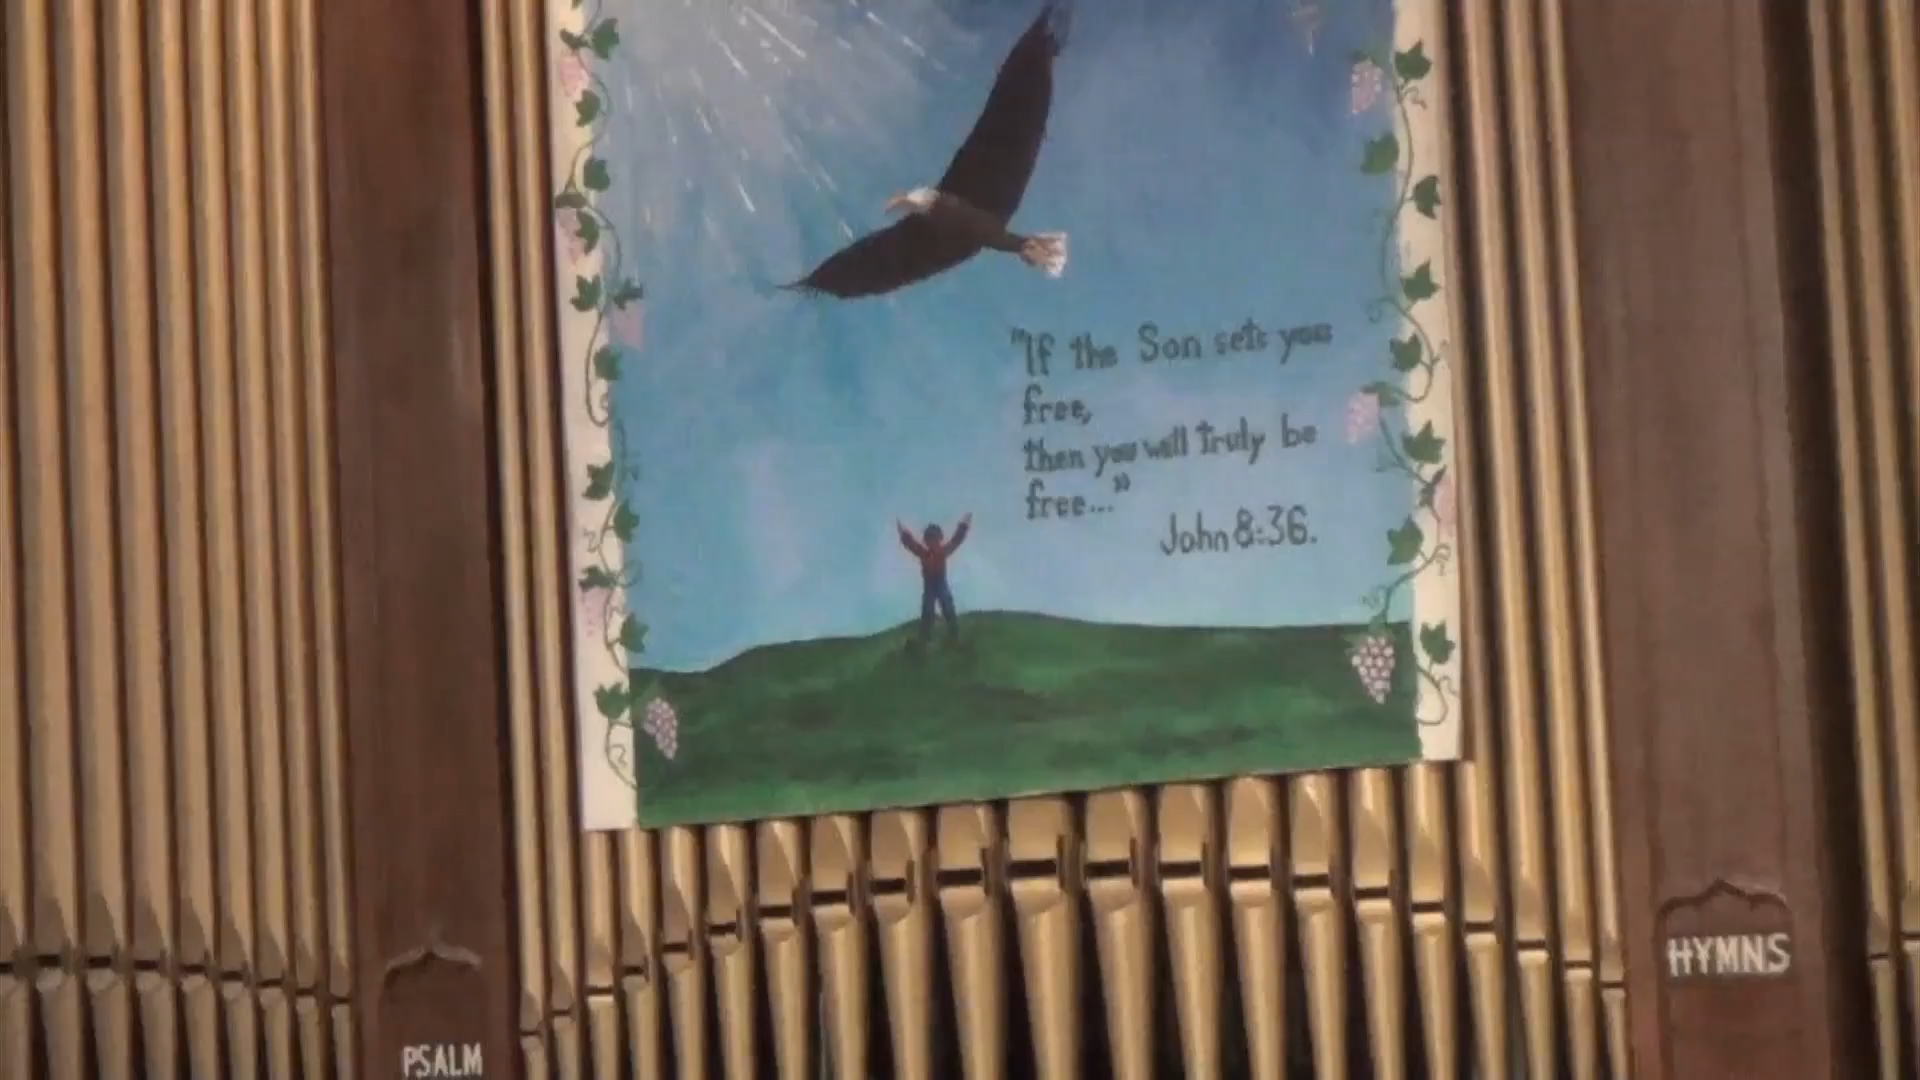 "If the Son sets you
free,
then you will truly be
free..."
John 8:36.
HYMNS
PSALM